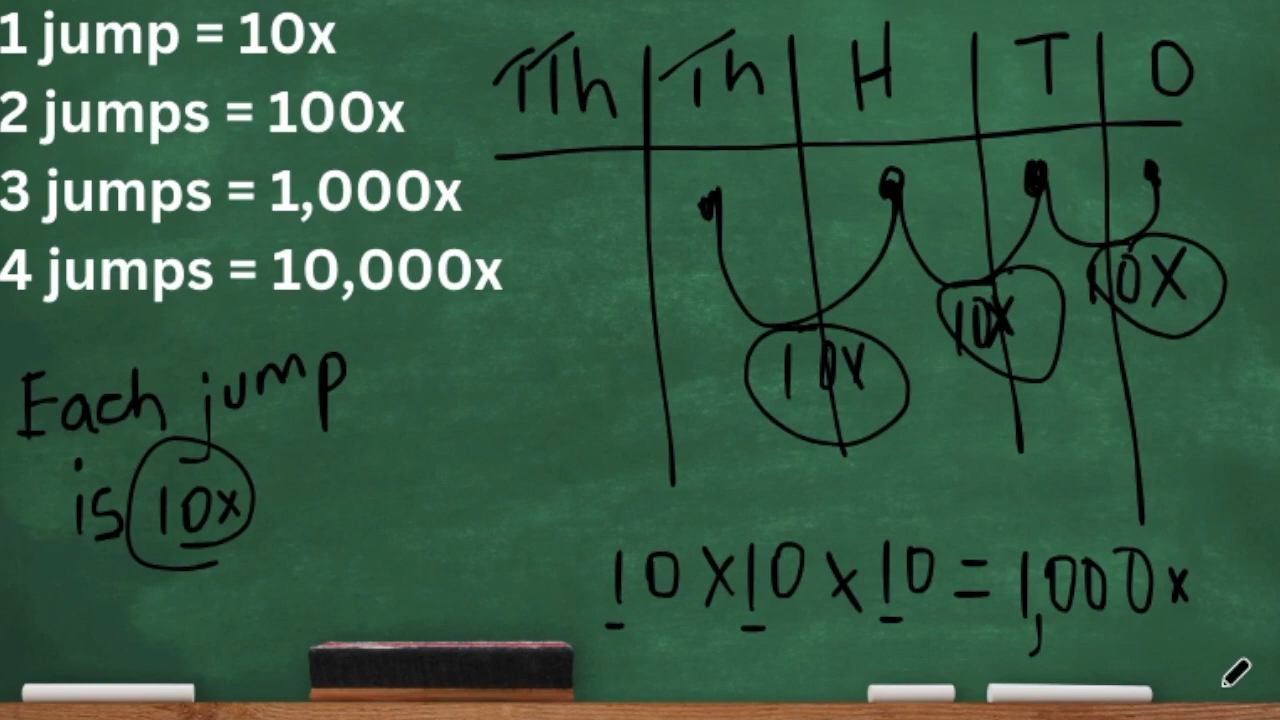 1 jump = 10x
2 jumps = 100x
3 jumps = 1,000x
4 jumps = 10,000x
Each jump
is 10x
TTh Th H T O
10X
10X
10X
10 X 10 X 10 = 1,000x